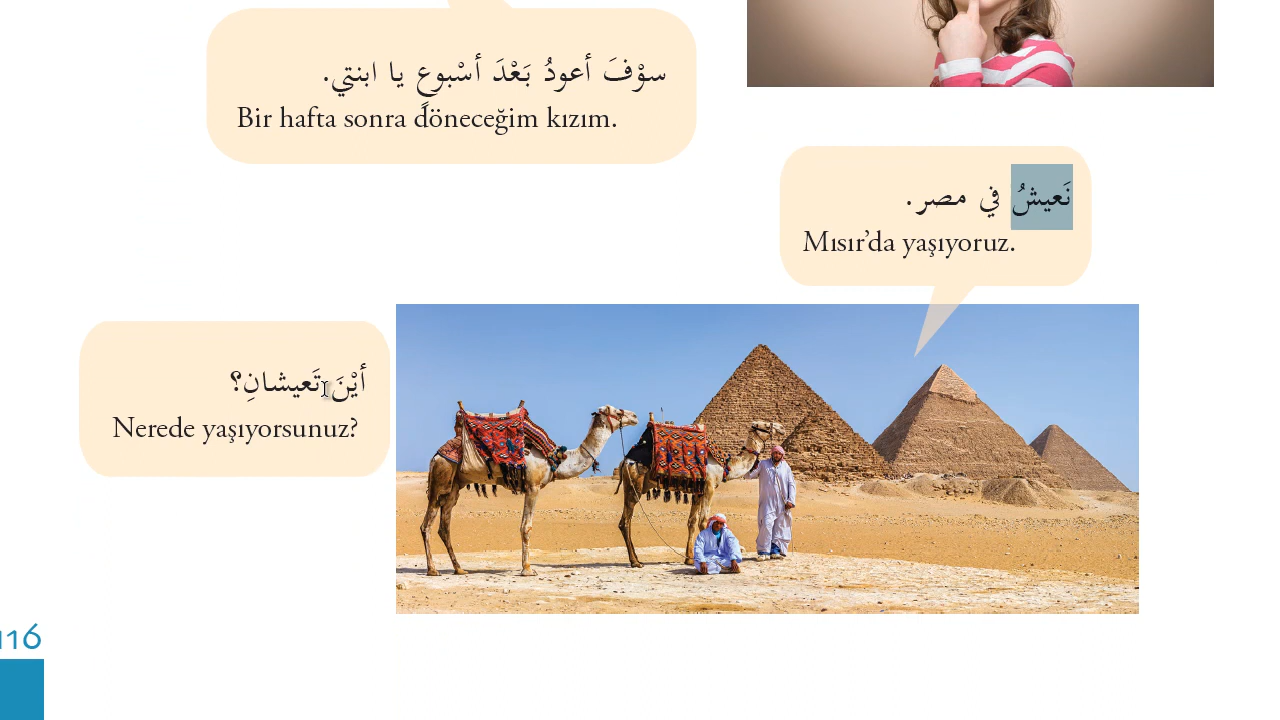 سوْفَ أعودُ بَعْدَ أسْبوعٍ يا ابنتي.
Bir hafta sonra döneceğim kızım.
نَعيشُ في مصر.
Mısır’da yaşıyoruz.
أيْنَ تَعيشانِ؟
Nerede yaşıyorsunuz?
116